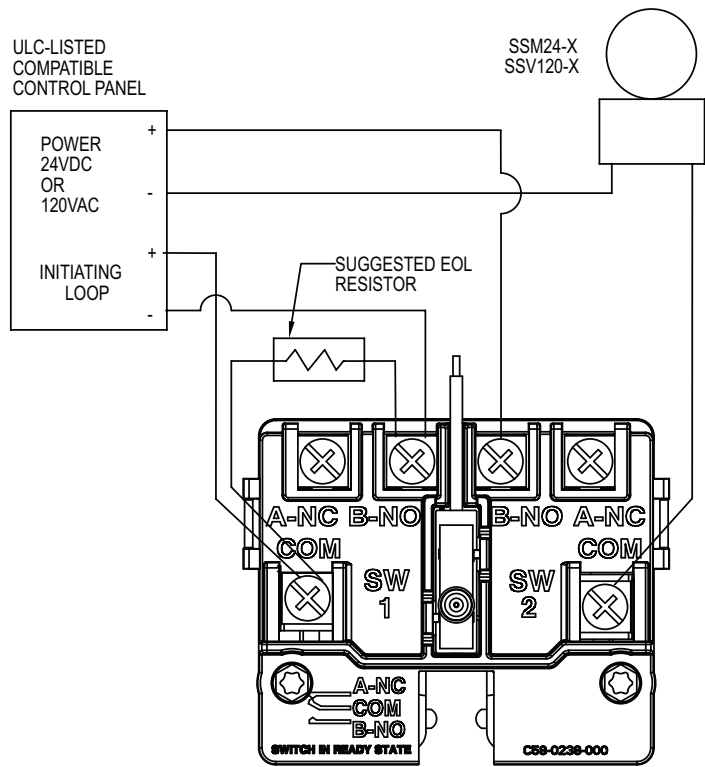 ULC-LISTED
COMPATIBLE
CONTROL PANEL
SSM24-X
SSV120-X
+
POWER
24VDC
OR
120VAC
-
+
INITIATING
LOOP
-
SUGGESTED EOL
RESISTOR
A-NC B-NO
B-NO A-NC
COM
COM
SW
1
SW
2
A-NC
COM
B-NO
SWITCH IN READY STATE
C58-0238-000